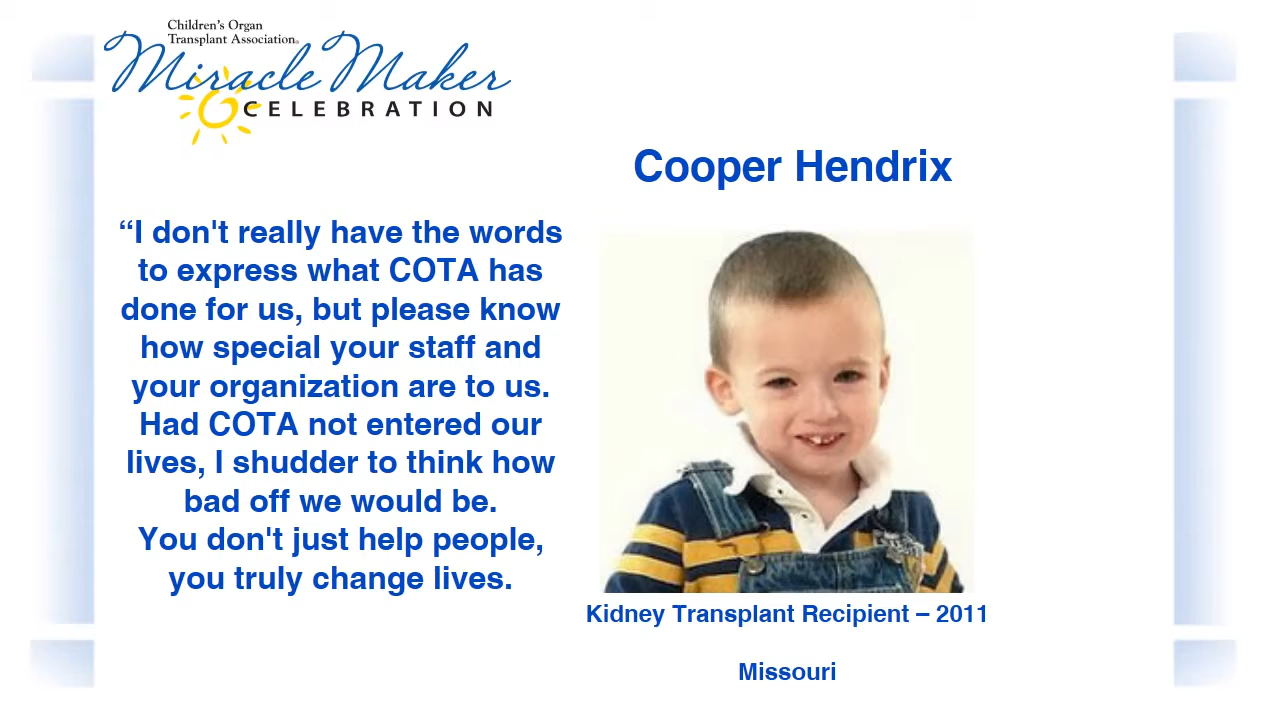 Children's Organ
Transplant Association®
Miracle Maker
CELEBRATION
Cooper Hendrix
“I don't really have the words
to express what COTA has
done for us, but please know
how special your staff and
your organization are to us.
Had COTA not entered our
lives, I shudder to think how
bad off we would be.
You don't just help people,
you truly change lives.
Kidney Transplant Recipient – 2011
Missouri